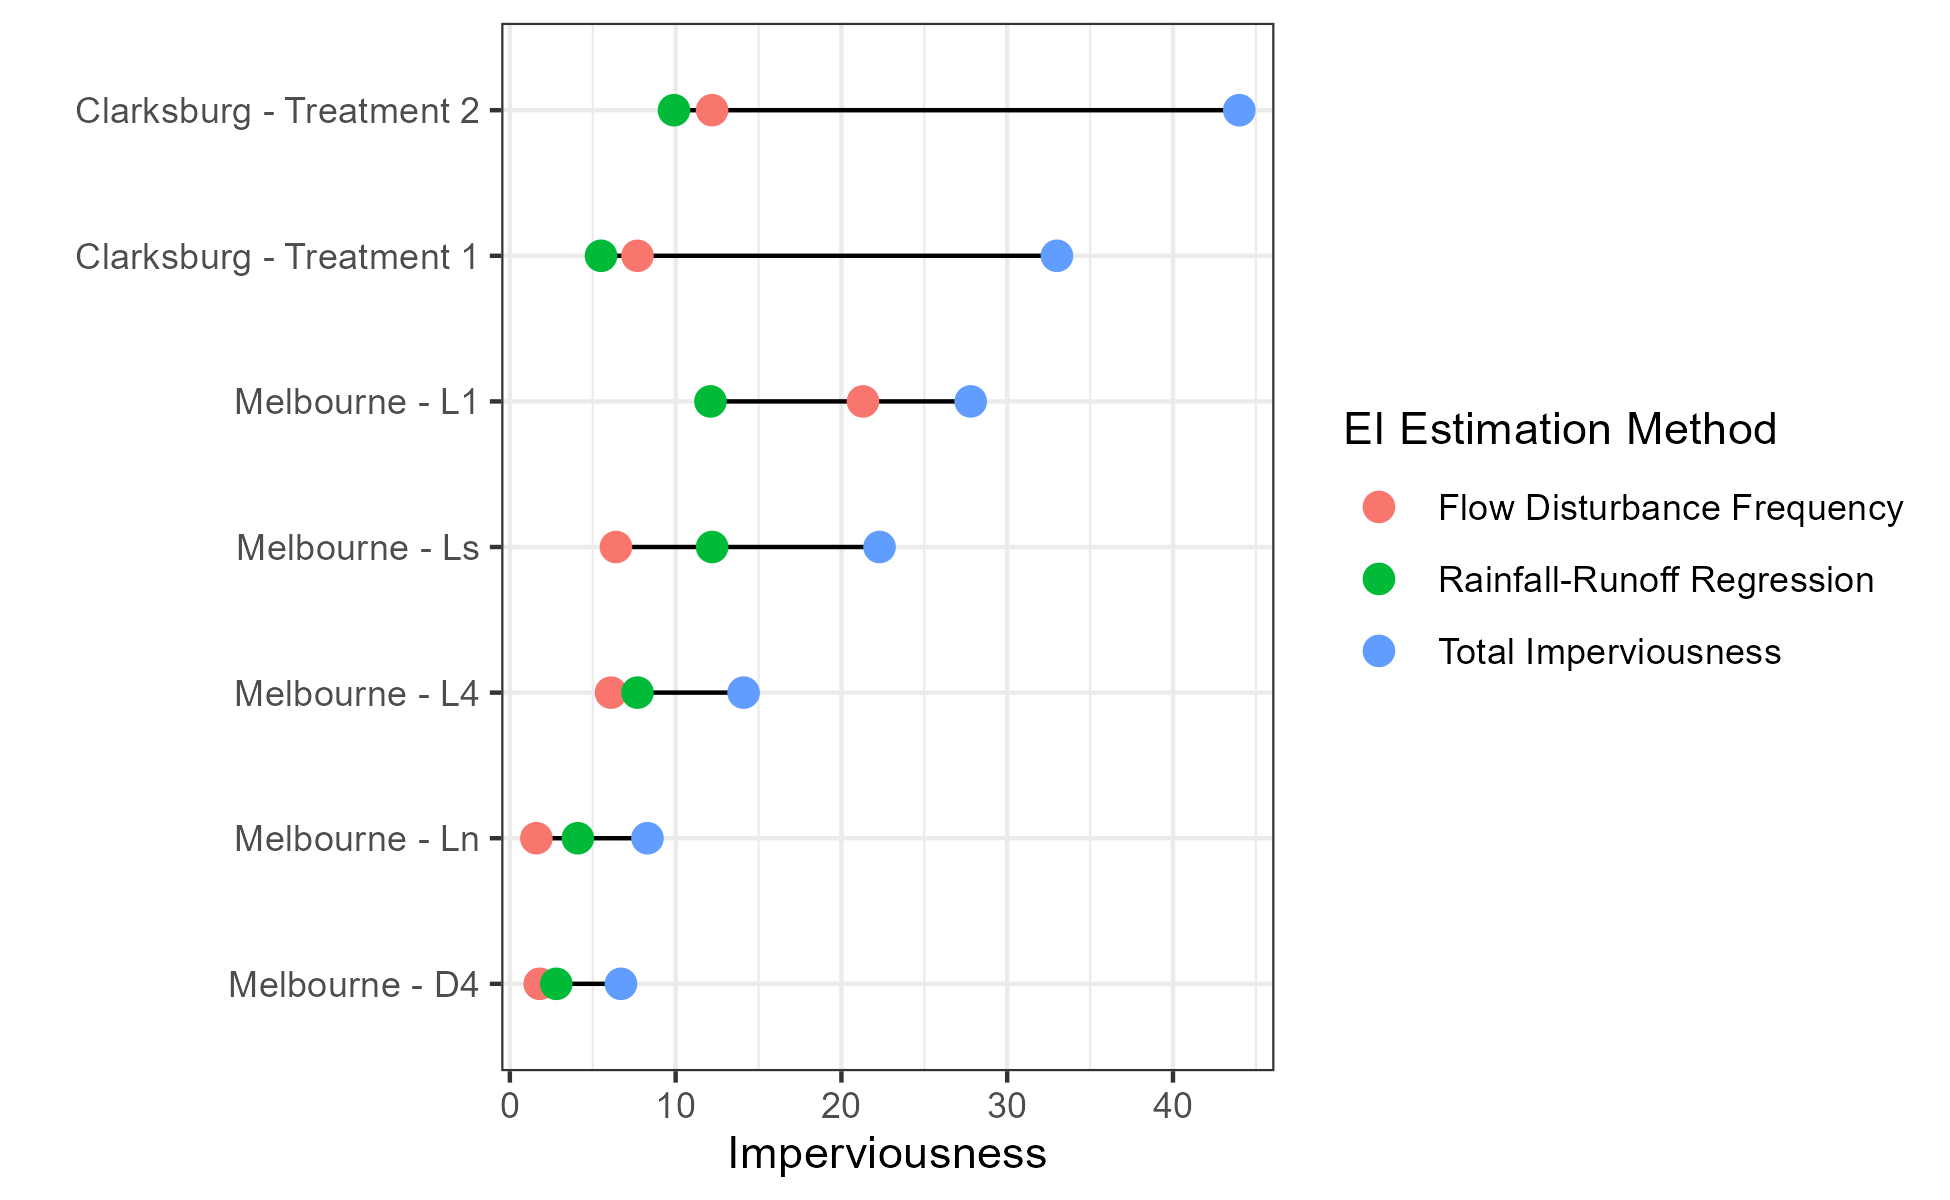 Clarksburg - Treatment 2
Clarksburg - Treatment 1
Melbourne - L1
Melbourne - Ls
Melbourne - L4
Melbourne - Ln
Melbourne - D4
0 10 20 30 40
Imperviousness
EI Estimation Method
Flow Disturbance Frequency
Rainfall-Runoff Regression
Total Imperviousness